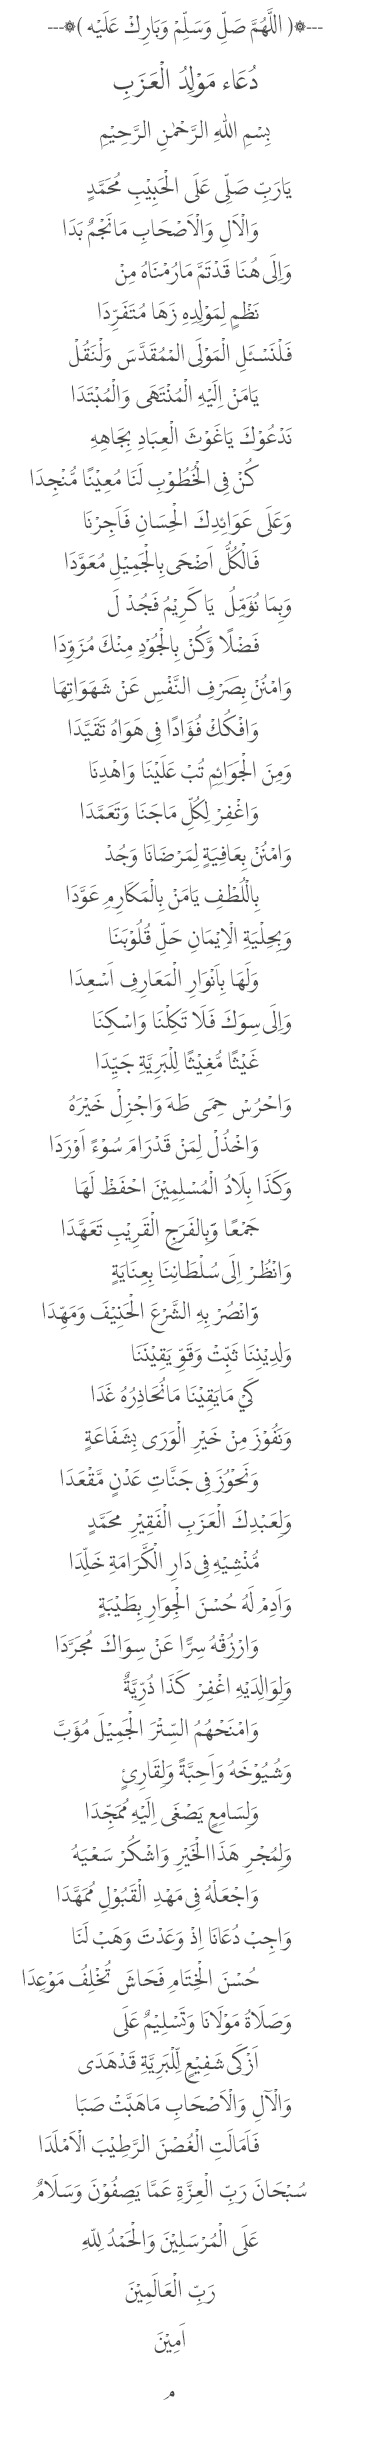 ---۞( اللَّهُمَّ صَلِّ وَسَلِّمْ وَبَارِكْ عَلَيْه )۞---
دُعَاء مَوْلِدُ الْعَزَبِ
بِسْمِ اللهِ الرَّحْمٰنِ الرَّحِيْمِ
يَارَبِّ صَلِّى عَلَى الْحَبِيْبِ مُحَمَّدٍ
وَالْاَلِ وَالْاَصْحَابِ مَانَجْمٌ بَدَا
وَاِلَى هُنَا قَدْتَمَّ مَارُمْنَاهُ مِنْ
نَظْمٍ لِمَوْلِدِهِ زَهَا مُتَفَرِّدَا
فَلْنَسْئَلِ الْمَوْلَى الْمُقَدَّسَ وَلْنَقُلْ
يَامَنْ اِلَيْهِ الْمُنْتَهَى وَالْمُبْتَدَا
نَدْعُوْكَ يَاغَوْثَ الْعِبَادِ بِجَاهِهِ
كُنْ فِى الْخُطُوْبِ لَنَا مُعِيْنًا مُّنْجِدَا
وَعَلَى عَوَائِدِكَ الْحِسَانِ فَاَجِرْنَا
فَالْكُلُّ اَضْحَى بِالْجَمِيْلِ مُعَوَّدَا
وَبِمَا نُؤَمِّلُ يَا كَرِيْمُ فَجُدْ لَ
فَضْلًا وَّكُنْ بِالْجُوْدِ مِنْكَ مُزَوِّدَا
وَامْنُنْ بِصَرْفِ النَّفْسِ عَنْ شَهَوَاتِهَا
وَافْكُكْ فُؤَادًا فِى هَوَاهُ تَقَيَّدَا
وَمِنَ الْجَوَائِمِ تُبْ عَلَيْنَا وَاهْدِنَا
وَاغْفِرْ لِكُلِّ مَاجَنَا وَتَعَمَّدَا
وَامْنُنْ بِعَافِيَةٍ لِمَرْضَانَا وَجُدْ
بِالْلُطْفِ يَامَنْ بِالْمَكَارِمِ عَوَّدَا
وَبِحِلْيَةِ الْاِيْمَانِ حَلِّ قُلُوْبَنَا
وَلَهَا بِاَنْوَارِ الْمَعَارِفِ اَسْعِدَا
وَاِلَى سِوَكَ فَلَا تَكِلْنَا وَاسْكِنَا
غَيْثًا مُّغِيْثًا لِلْبَرِيَّةِ جَيِّدَا
وَاحْرُسْ حِمَى طَهَ وَاجْزِلْ خَيْرَهُ
وَاخْذُلْ لِمَنْ قَدْرَامَ سُوْءً اَوْرَدَا
وَكَذَا بِلَادُ الْمُسْلِمِيْنَ احْفَظْ لَهَا
جَمْعًا وَّبِالفَرَجِ الْقَرِيْبِ تَعَهَّدَا
وَانْظُرْ اِلَى سُلْطَانِنَا بِعِنَايَةٍ
وَّانْصُرْ بِهِ الشَّرْعَ الْحَنِيْفَ وَمَهِّدَا
وَلِدِيْنِنَا ثَبِّتْ وَقَوِّ يَقِيْنَنَا
كَيْ مَايَقِيْنَا مَانُحَاذِرُهُ غَدَا
وَنَفُوْزَ مِنْ خَيْرِ الْوَرَى بِشَفَاعَةٍ
وَنَحُوْزَ فِى جَنَّاتِ عَدْنٍ مَّقْعَدَا
وَلِعَبْدِكَ الْعَزَبِ الْفَقِيْرِ مُحَمَّدٍ
مُّنْشِيْهِ فِى دَارِ الْكَرَامَةِ خَلِّدَا
وَاَدِمْ لَهُ حُسْنَ الْجِوَارِ بِطَيْبَةٍ
وَارْزُقْهُ سِرًّا عَنْ سِوَاكَ مُجَرَّدَا
وَلِوَالِدَيْهِ اغْفِرْ كَذَا ذُرِّيَّةٌ
وَامْنَحْهُمُ السِّتْرَ الْجَمِيْلَ مُؤَبَّ
وَشُيُوْخَهُ وَاَحِبَّةً وَلِقَارِئٍ
وَلِسَامِعٍ يَصْغَى اِلَيْهِ مُمَجِّدَا
وَلِمُجْرِ هَذَاالْخَيْرِ وَاشْكُرْ سَعْيَهُ
وَاجْعَلْهُ فِى مَهْدِ الْقَبُوْلِ مُمَهَّدَا
وَاجِبْ دُعَانَا اِذْ وَعَدْتَ وَهَبْ لَنَا
حُسْنَ الْخِتَامِ فَحَاشَ تُخْلِفُ مَوْعِدَا
وَصَلَاةُ مَوْلَانَا وَتَسْلِيْمٌ عَلَى
اَزْكَى شَفِيْعٍ لِّلْبَرِيَّةِ قَدْهَدَى
وَالْآلِ وَالْاَصْحَابِ مَاهَبَّتْ صَبَا
فَاَمَالَتِ الْغُصْنَ الرَّطِيْبَ الْاَمْلَدَا
سُبْحَانَ رَبِّ الْعِزَّةِ عَمَّا يَصِفُوْنَ وَسَلَامٌ
عَلَى الْمُرْسَلِيْنَ وَالْحَمْدُ لِلّهِ
رَبِّ الْعَالَمِيْنَ
اَمِيْنَ
م